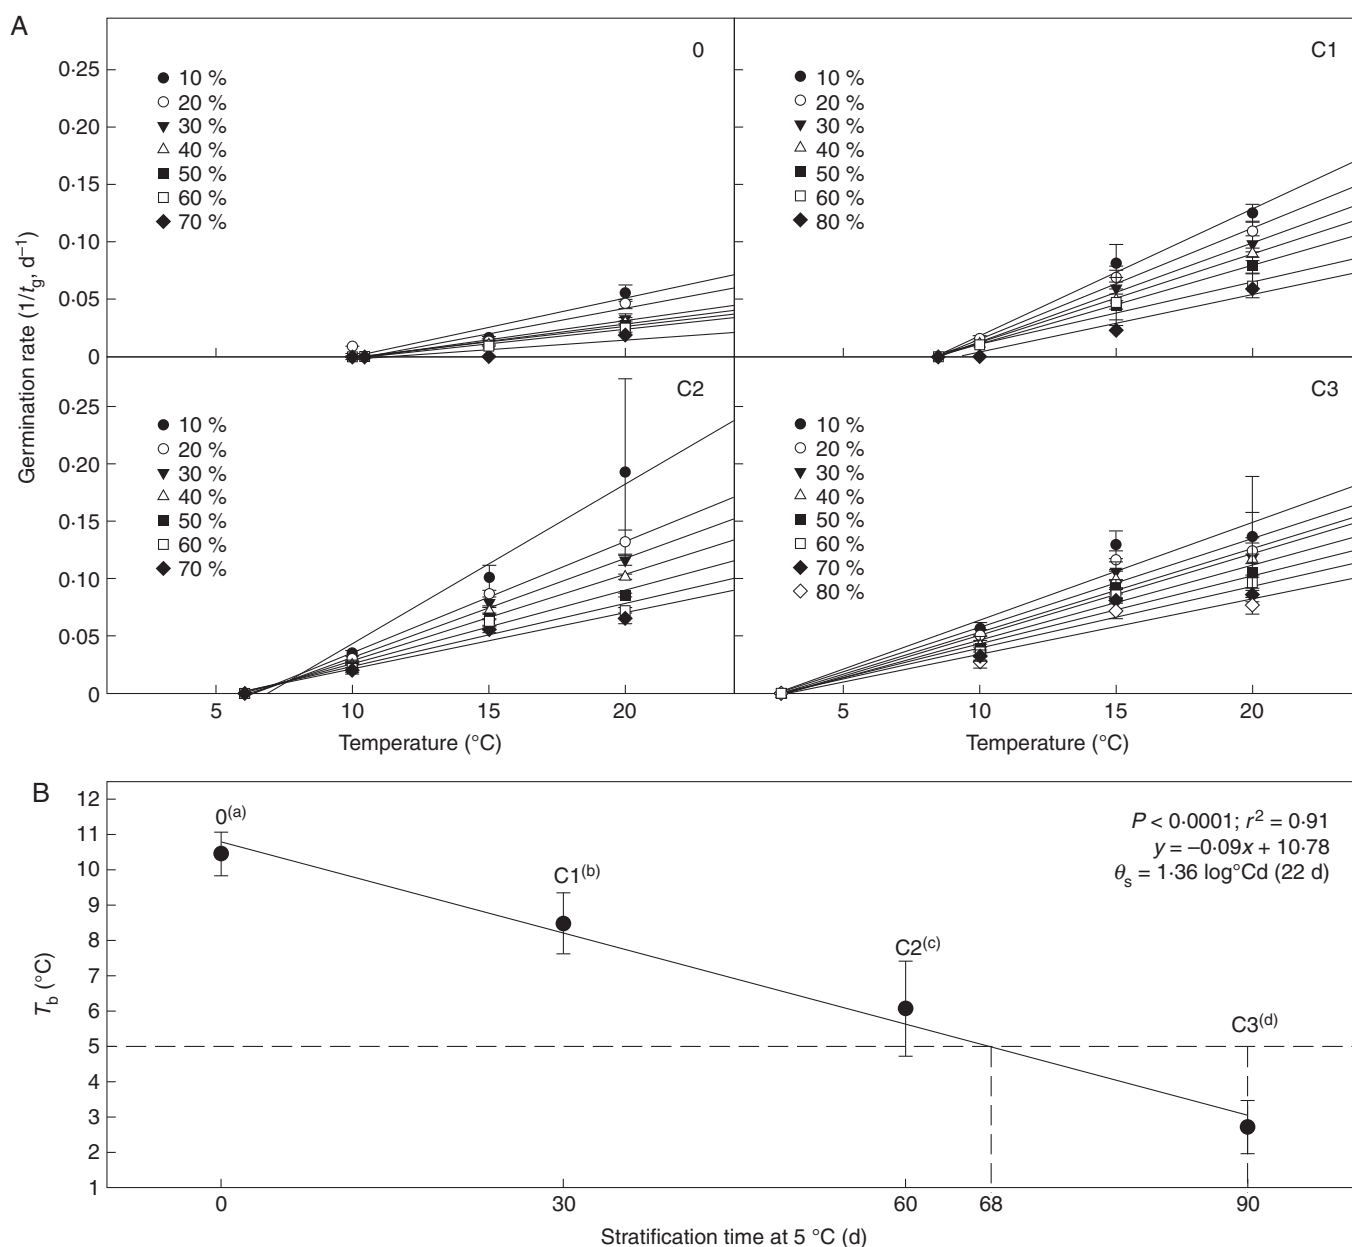 A
Germination rate (1/tg, d–1)
0
0·25
0·20
0·15
0·10
0·05
0
10 %
20 %
30 %
40 %
50 %
60 %
70 %
C1
10 %
20 %
30 %
40 %
50 %
60 %
80 %
C2
0·25
0·20
0·15
0·10
0·05
0
10 %
20 %
30 %
40 %
50 %
60 %
70 %
5 10 15 20
Temperature (°C)
C3
10 %
20 %
30 %
40 %
50 %
60 %
70 %
80 %
5 10 15 20
Temperature (°C)
B
Tb (°C)
12
11
10
9
8
7
6
5
4
3
2
1
0(a)
C1(b)
C2(c)
C3(d)
P < 0·0001; r2 = 0·91
y = –0·09x + 10·78
θs = 1·36 log°Cd (22 d)
0 30 60 68 90
Stratification time at 5 °C (d)